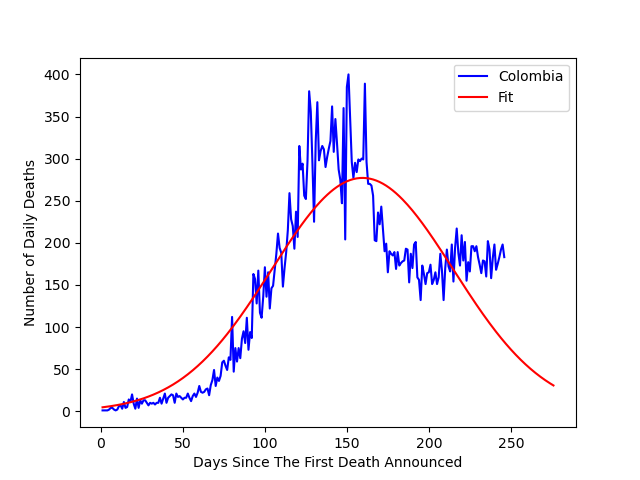 Colombia
Fit
400
350
300
250
200
150
100
50
0
Number of Daily Deaths
0 50 100 150 200 250
Days Since The First Death Announced